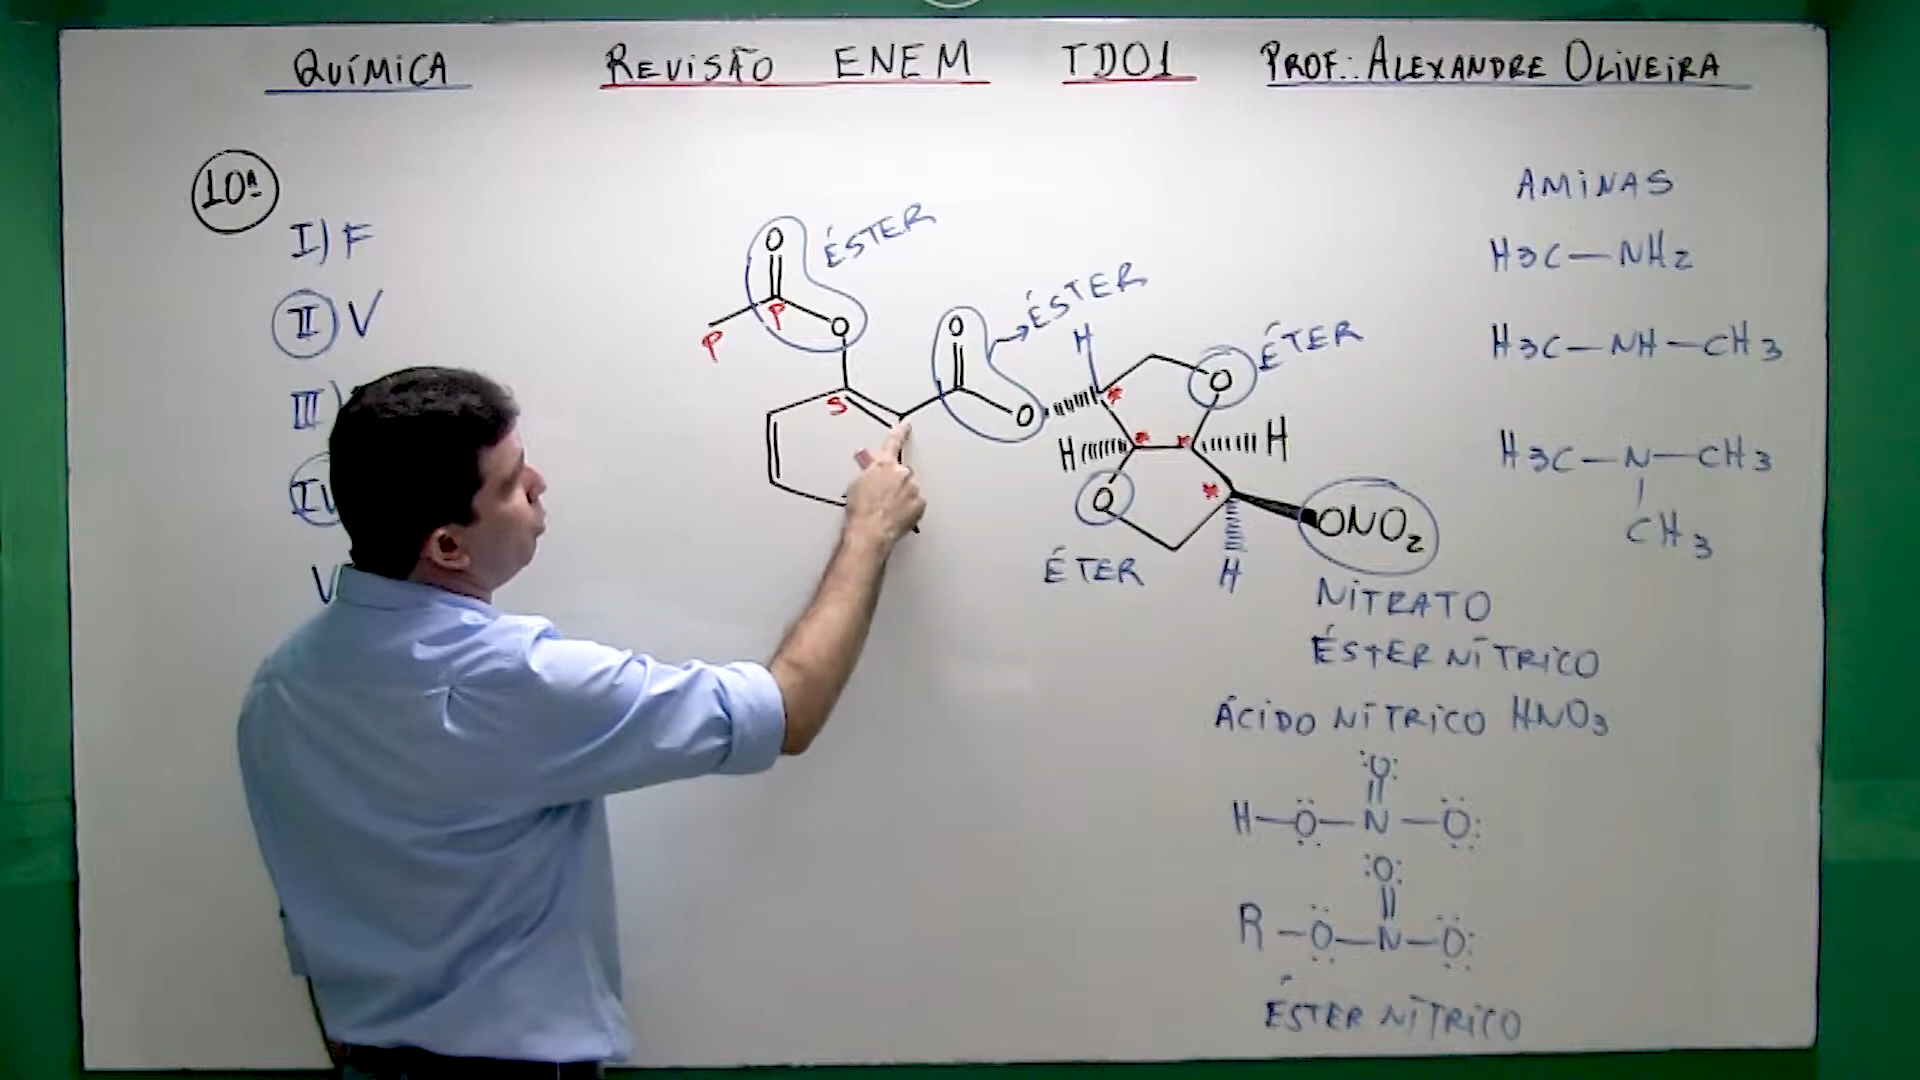 QUÍMICA REVISÃO ENEM TD01 PROF.: ALEXANDRE OLIVEIRA
10ª
I) F
II) V
III)
IV
V
O
ÉSTER
P
P
O
S
O
ÉSTER
O
H
O
ÉTER
*
H
*
*
H
O
*
ONO2
ÉTER
H
NITRATO
ÉSTER NÍTRICO
ÁCIDO NÍTRICO HNO3
:O:
H—O—N—O:
:O:
R—O—N—O:
ÉSTER NÍTRICO
AMINAS
H3C—NH2
H3C—NH—CH3
H3C—N—CH3
CH3